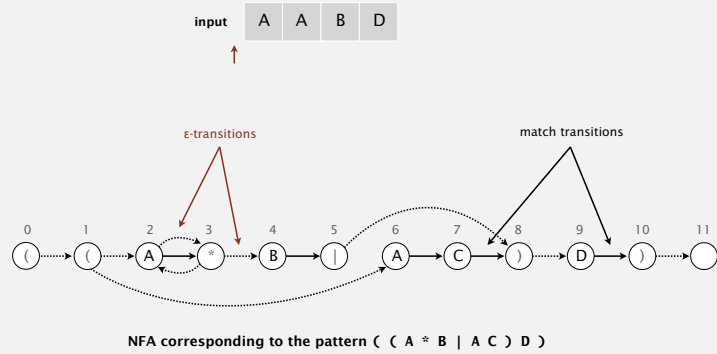 input A A B D
ε-transitions match transitions
0 1 2 3 4 5 6 7 8 9 10 11
( ( A * B | A C ) D )
NFA corresponding to the pattern ( ( A * B | A C ) D )